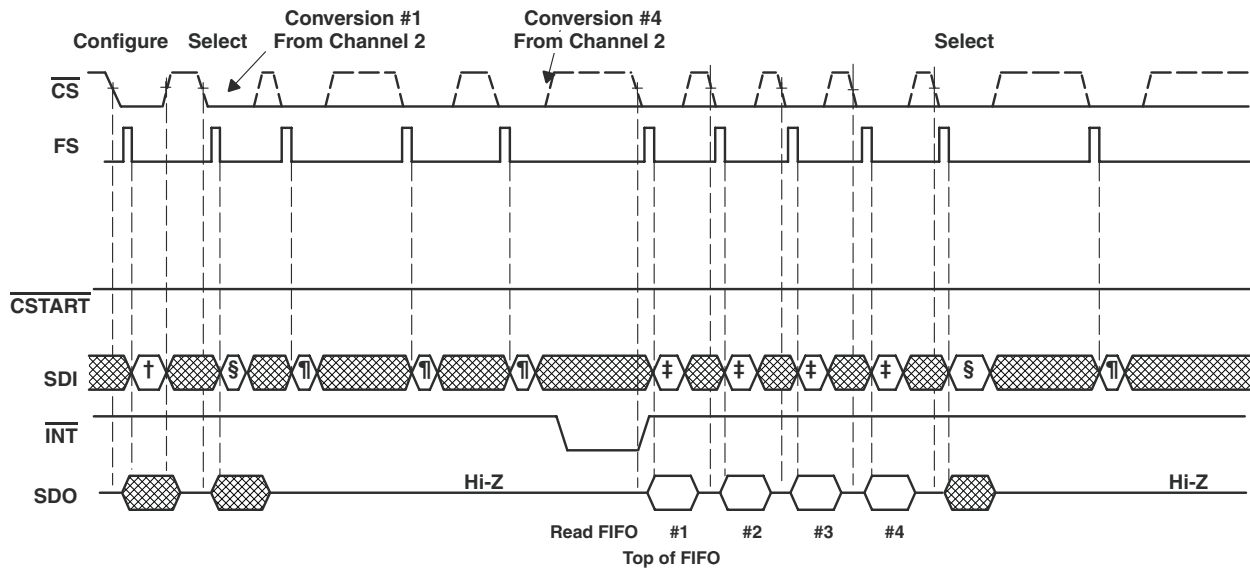 Conversion #1
From Channel 2
Conversion #4
From Channel 2
Configure
Select
Select
CS
FS
CSTART
SDI
† § ¶ ¶ ¶ ‡ ‡ ‡ ‡ § ¶
INT
SDO
Hi-Z
Hi-Z
Read FIFO #1 #2 #3 #4
Top of FIFO